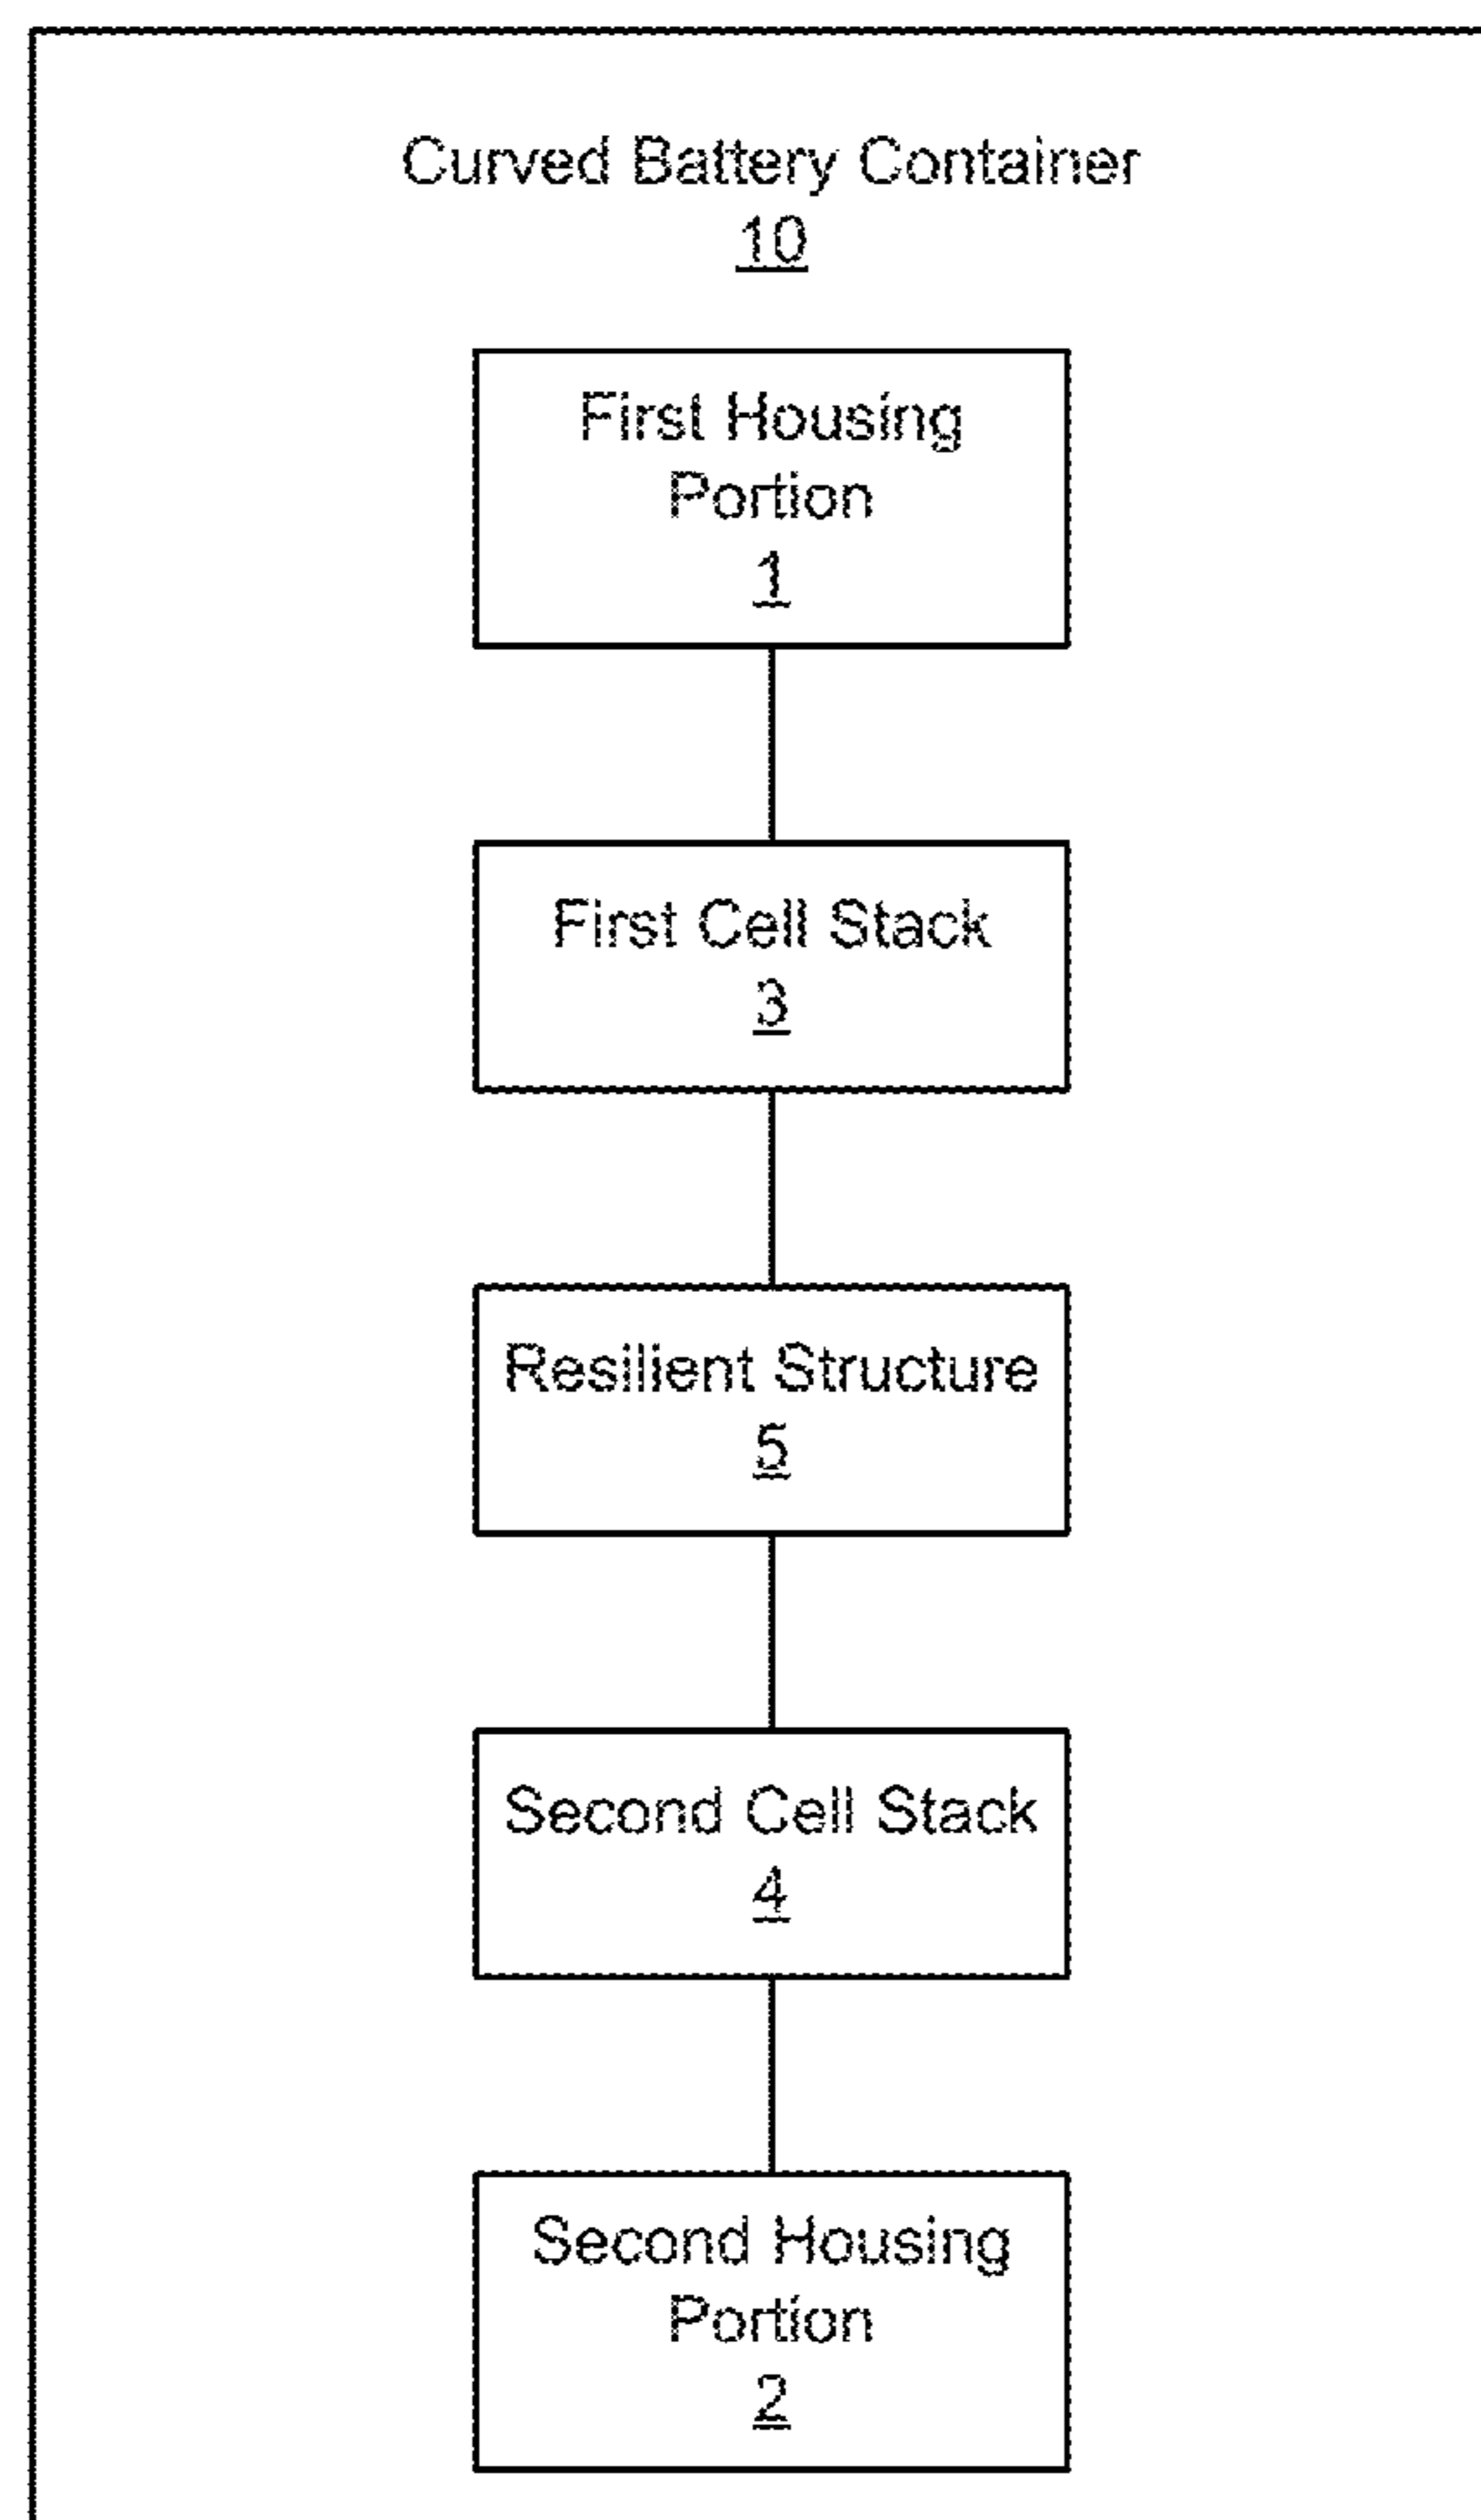 Curved Battery Container
10
First Housing
Portion
1
First Cell Stack
3
Resilient Structure
5
Second Cell Stack
4
Second Housing
Portion
2